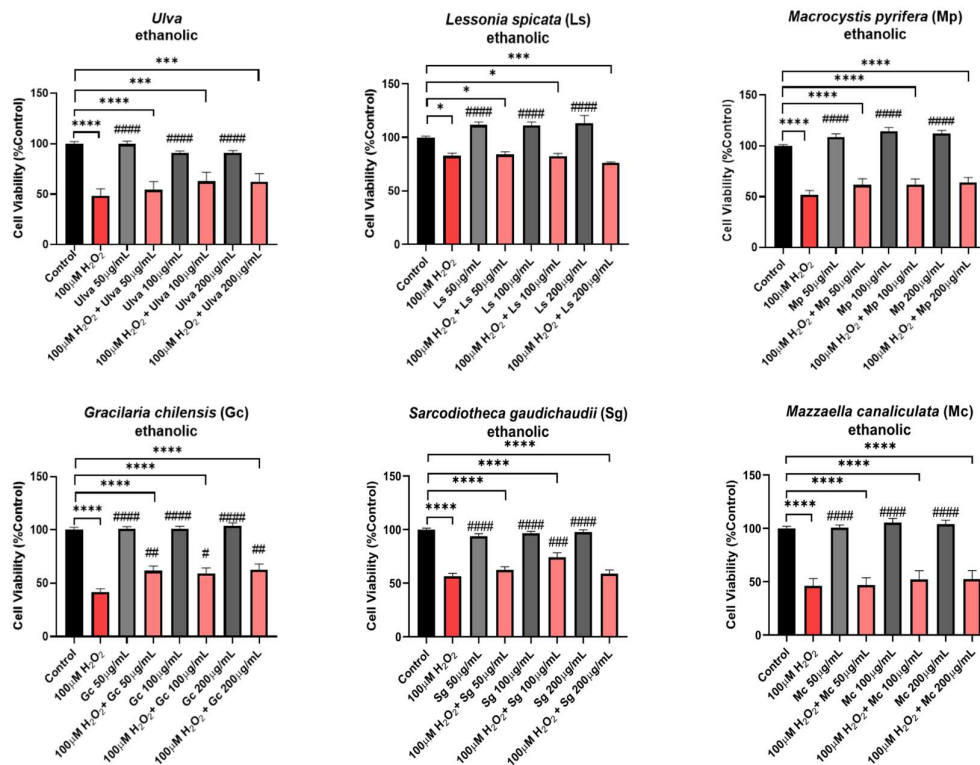 Ulva
ethanolic
***
***
****
****
####
####
####
150
100
50
0
Cell Viability (%Control)
Control
100μM H₂O₂
Ulva 50μg/mL
100μM H₂O₂ + Ulva 50μg/mL
Ulva 100μg/mL
100μM H₂O₂ + Ulva 100μg/mL
Ulva 200μg/mL
100μM H₂O₂ + Ulva 200μg/mL
Lessonia spicata (Ls)
ethanolic
***
*
*
*
####
####
####
150
100
50
0
Cell Viability (%Control)
Control
100μM H₂O₂
Ls 50μg/mL
100μM H₂O₂ + Ls 50μg/mL
Ls 100μg/mL
100μM H₂O₂ + Ls 100μg/mL
Ls 200μg/mL
100μM H₂O₂ + Ls 200μg/mL
Macrocystis pyrifera (Mp)
ethanolic
****
****
****
****
####
####
####
150
100
50
0
Cell Viability (%Control)
Control
100μM H₂O₂
Mp 50μg/mL
100μM H₂O₂ + Mp 50μg/mL
Mp 100μg/mL
100μM H₂O₂ + Mp 100μg/mL
Mp 200μg/mL
100μM H₂O₂ + Mp 200μg/mL
Gracilaria chilensis (Gc)
ethanolic
****
****
****
****
####
##
####
#
####
##
150
100
50
0
Cell Viability (%Control)
Control
100μM H₂O₂
Gc 50μg/mL
100μM H₂O₂+ Gc 50μg/mL
Gc 100μg/mL
100μM H₂O₂+ Gc 100μg/mL
Gc 200μg/mL
100μM H₂O₂ + Gc 200μg/mL
Sarcodiotheca gaudichaudii (Sg)
ethanolic
****
****
****
****
####
####
###
####
150
100
50
0
Cell Viability (%Control)
Control
100μM H₂O₂
Sg 50μg/mL
100μM H₂O₂+ Sg 50μg/mL
Sg 100μg/mL
100μM H₂O₂ + Sg 100μg/mL
Sg 200μg/mL
100μM H₂O₂ + Sg 200μg/mL
Mazzaella canaliculata (Mc)
ethanolic
****
****
****
****
####
####
####
150
100
50
0
Cell Viability (%Control)
Control
100μM H₂O₂
Mc 50μg/mL
100μM H₂O₂+ Mc 50μg/mL
Mc 100μg/mL
100μM H₂O₂ + Mc 100μg/mL
Mc 200μg/mL
100μM H₂O₂ + Mc 200μg/mL